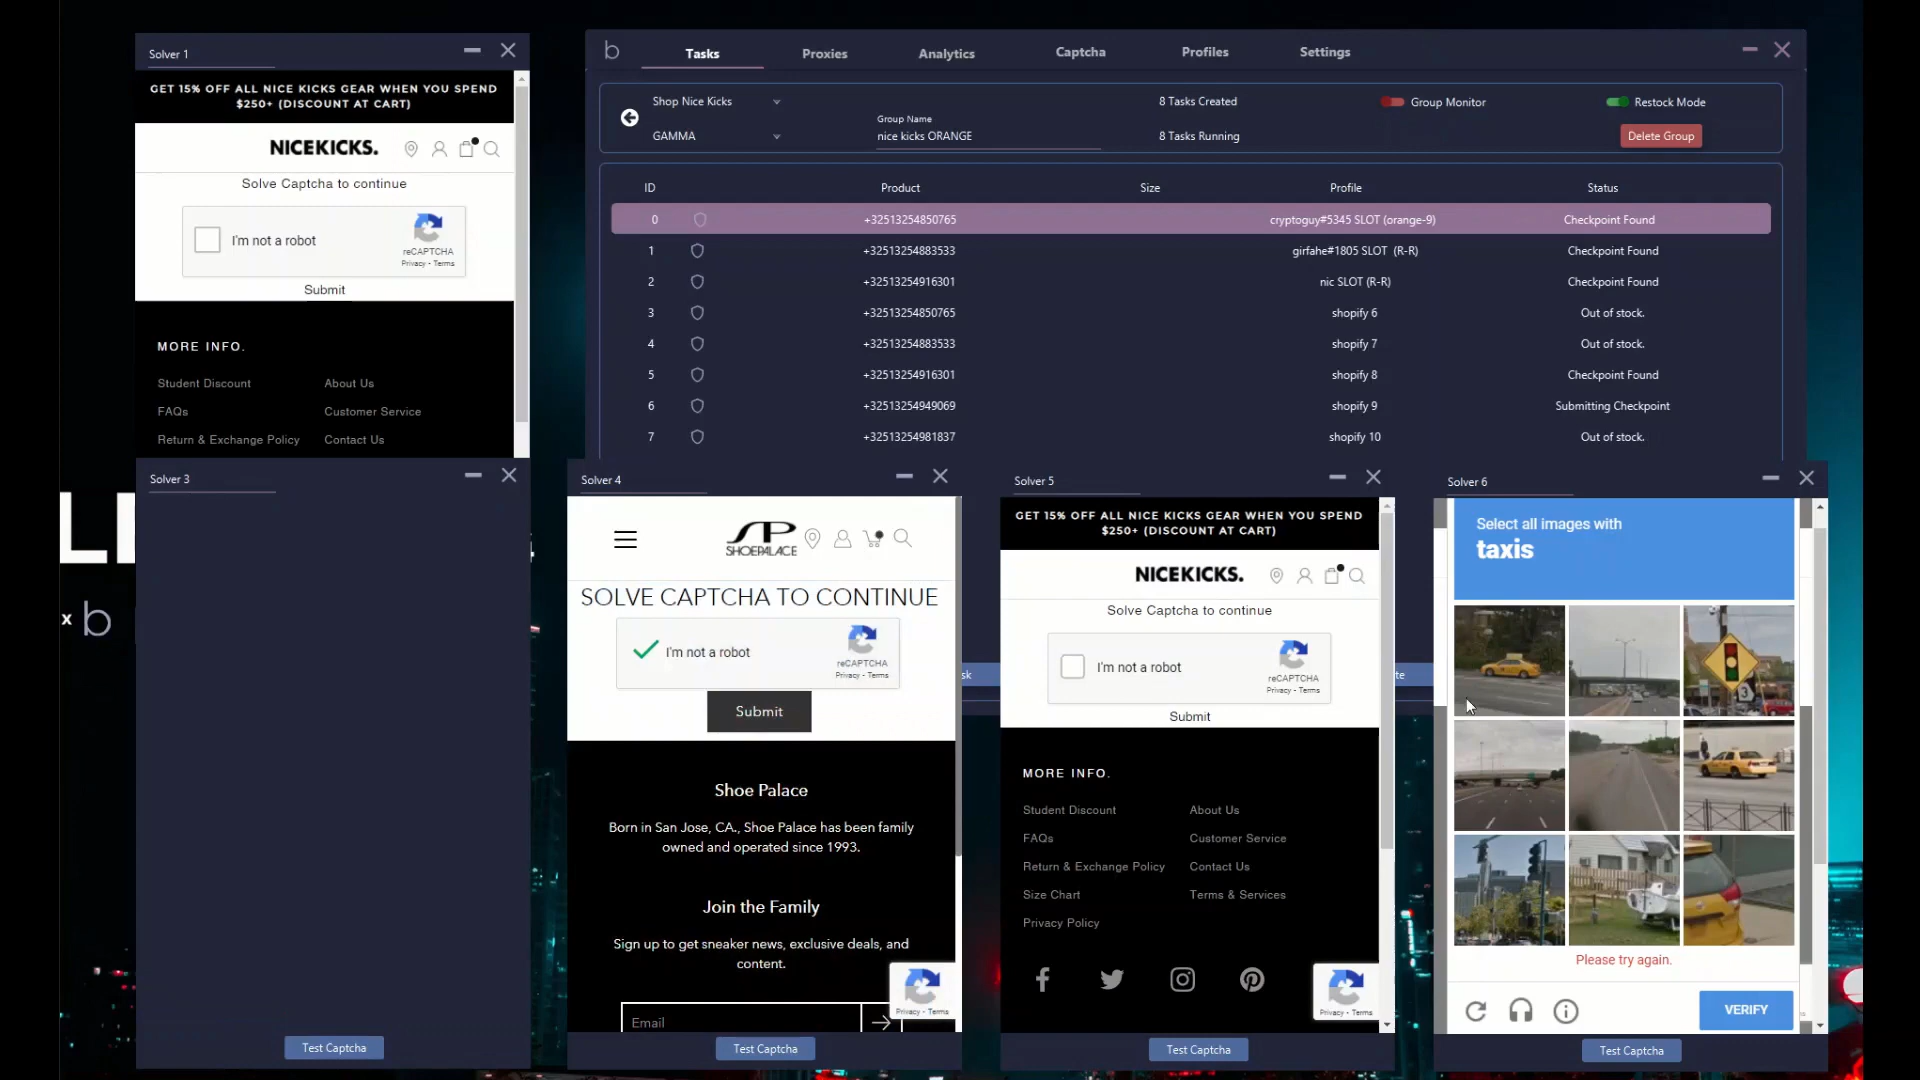 Solver 1
GET 15% OFF ALL NICE KICKS GEAR WHEN YOU SPEND
$250+ (DISCOUNT AT CART)
NICEKICKS.
Solve Captcha to continue
I'm not a robot
reCAPTCHA
Privacy - Terms
Submit
MORE INFO.
Student Discount
About Us
FAQs
Customer Service
Return & Exchange Policy
Contact Us
b
Tasks
Proxies
Analytics
Captcha
Profiles
Settings
Shop Nice Kicks
8 Tasks Created
Group Monitor
Restock Mode
GAMMA
Group Name
nice kicks ORANGE
8 Tasks Running
Delete Group
ID
Product
Size
Profile
Status
0 +32513254850765 cryptoguy#5345 SLOT (orange-9) Checkpoint Found
1 +32513254883533 girfahe#1805 SLOT (R-R) Checkpoint Found
2 +32513254916301 nic SLOT (R-R) Checkpoint Found
3 +32513254850765 shopify 6 Out of stock.
4 +32513254883533 shopify 7 Out of stock.
5 +32513254916301 shopify 8 Checkpoint Found
6 +32513254949069 shopify 9 Submitting Checkpoint
7 +32513254981837 shopify 10 Out of stock.
x b
Solver 3
Test Captcha
Solver 4
SP
SHOEPALACE
SOLVE CAPTCHA TO CONTINUE
I'm not a robot
reCAPTCHA
Privacy - Terms
Submit
Shoe Palace
Born in San Jose, CA., Shoe Palace has been family
owned and operated since 1993.
Join the Family
Sign up to get sneaker news, exclusive deals, and
content.
Email
Privacy - Terms
Test Captcha
Solver 5
GET 15% OFF ALL NICE KICKS GEAR WHEN YOU SPEND
$250+ (DISCOUNT AT CART)
NICEKICKS.
Solve Captcha to continue
I'm not a robot
reCAPTCHA
Privacy - Terms
Submit
MORE INFO.
Student Discount
About Us
FAQs
Customer Service
Return & Exchange Policy
Contact Us
Size Chart
Terms & Services
Privacy Policy
Privacy - Terms
Test Captcha
Solver 6
Select all images with
taxis
3
Please try again.
VERIFY
Test Captcha